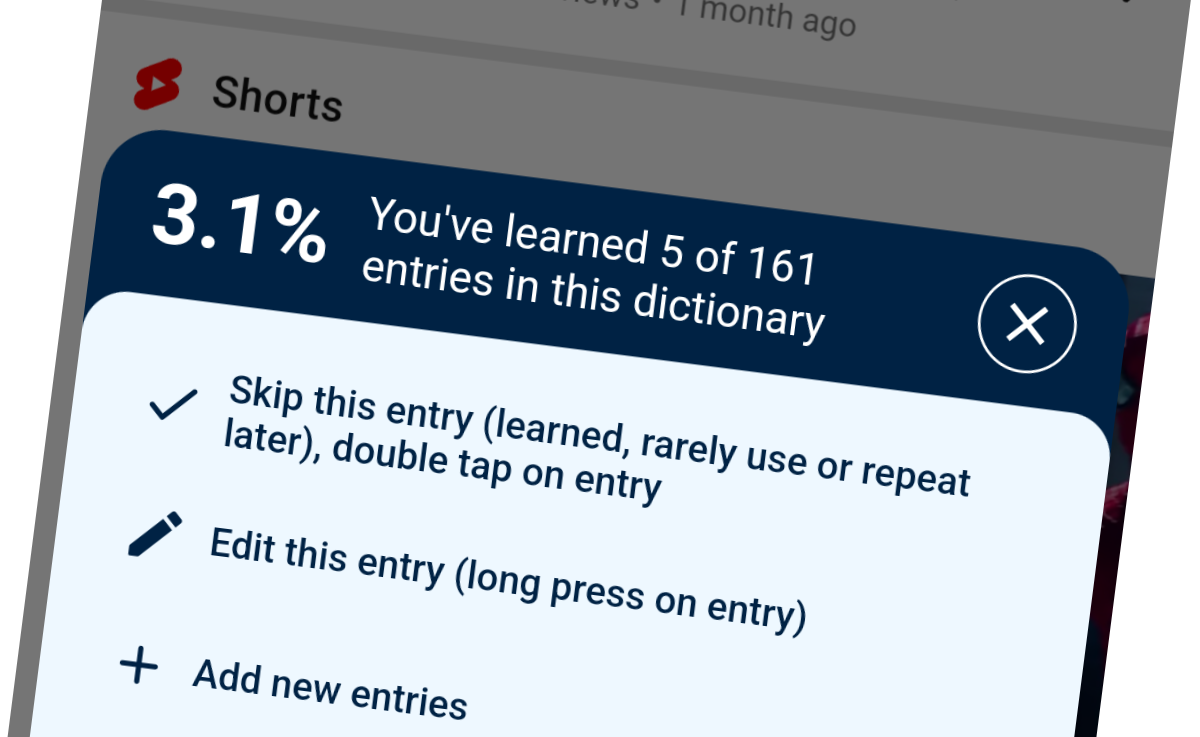 1 month ago
Shorts
3.1%
You've learned 5 of 161
entries in this dictionary
Skip this entry (learned, rarely use or repeat
later), double tap on entry
Edit this entry (long press on entry)
Add new entries